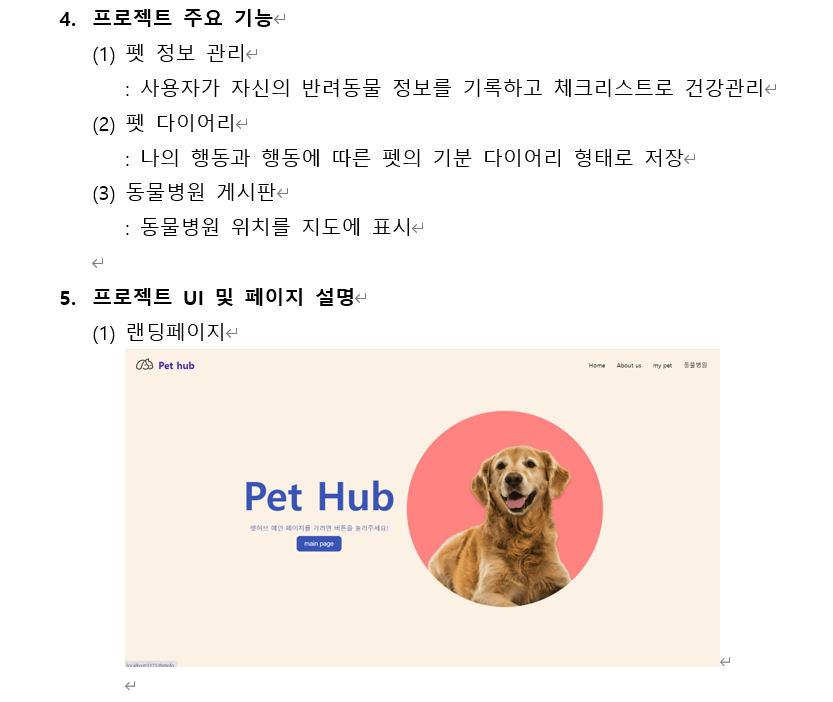 4. 프로젝트 주요 기능
(1) 펫 정보 관리
: 사용자가 자신의 반려동물 정보를 기록하고 체크리스트로 건강관리
(2) 펫 다이어리
: 나의 행동과 행동에 따른 펫의 기분 다이어리 형태로 저장
(3) 동물병원 게시판
: 동물병원 위치를 지도에 표시
5. 프로젝트 UI 및 페이지 설명
(1) 랜딩페이지
Pet hub Home About us my pet 동물병원
Pet Hub
펫허브 메인 페이지를 가려면 버튼을 눌러주세요!
main page